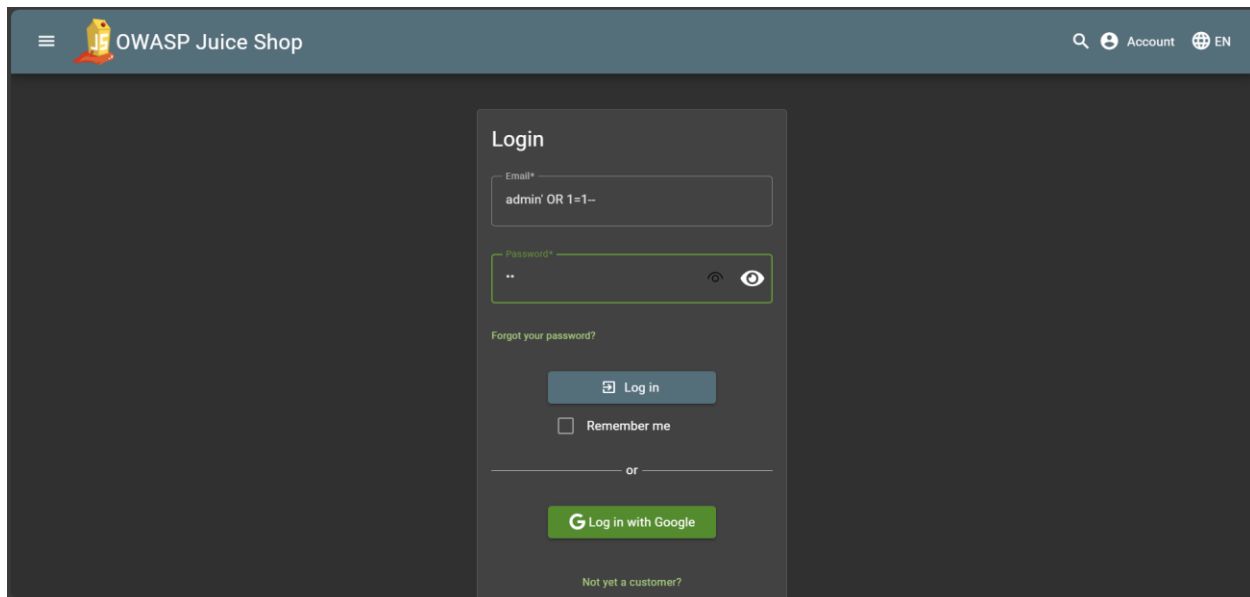 OWASP Juice Shop
Account
EN
Login
Email*
admin' OR 1=1--
Password*
Forgot your password?
Log in
Remember me
or
G Log in with Google
Not yet a customer?